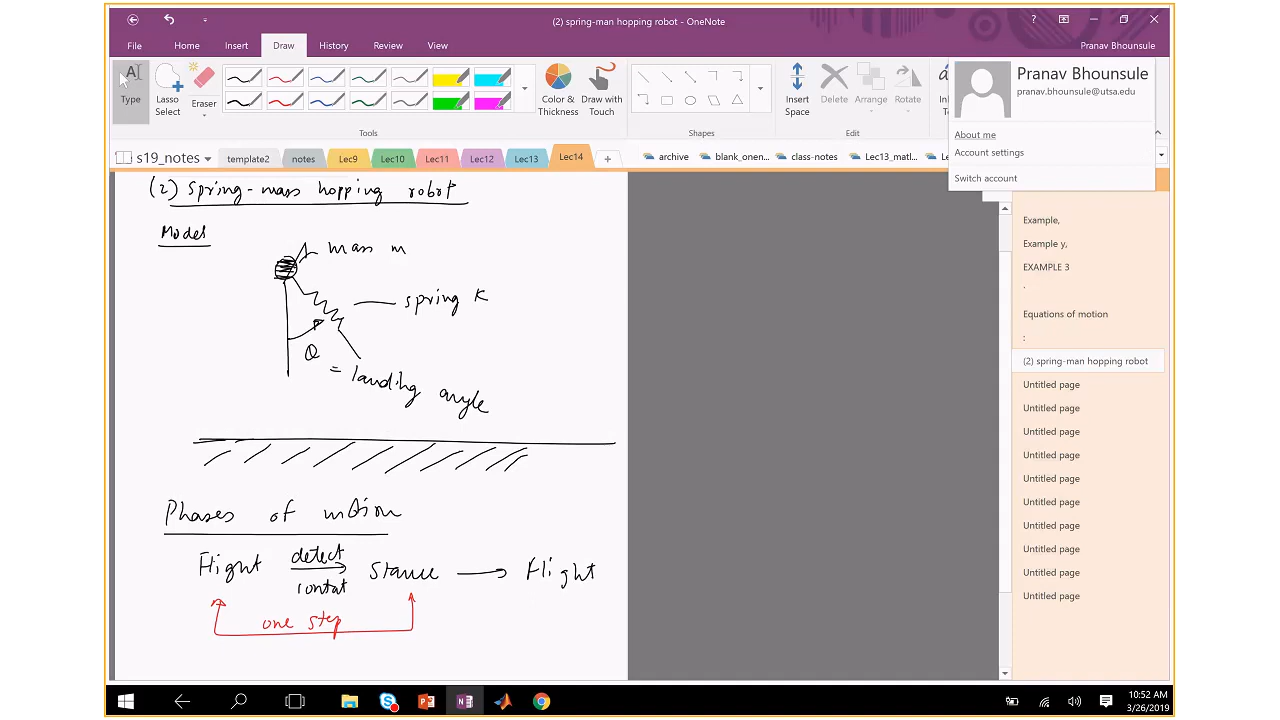 (2) spring-man hopping robot - OneNote
?
File
Home
Insert
Draw
History
Review
View
Pranav Bhounsule
Type
Lasso Select
Eraser
Color & Thickness
Draw with Touch
Insert Space
Delete
Arrange
Rotate
Tools
Shapes
Edit
Pranav Bhounsule
pranav.bhounsule@utsa.edu
About me
Account settings
Switch account
s19_notes
template2
notes
Lec9
Lec10
Lec11
Lec12
Lec13
Lec14
archive
blank_onen...
class-notes
Lec13_matl...
(2) Spring-mass hopping robot
Model
mass m
spring K
θ
= landing angle
Phases of motion
Flight detect contat Stance → Flight
one step
Example,
Example y,
EXAMPLE 3
`
Equations of motion
:
(2) spring-man hopping robot
Untitled page
Untitled page
Untitled page
Untitled page
Untitled page
Untitled page
Untitled page
Untitled page
Untitled page
Untitled page
10:52 AM
3/26/2019